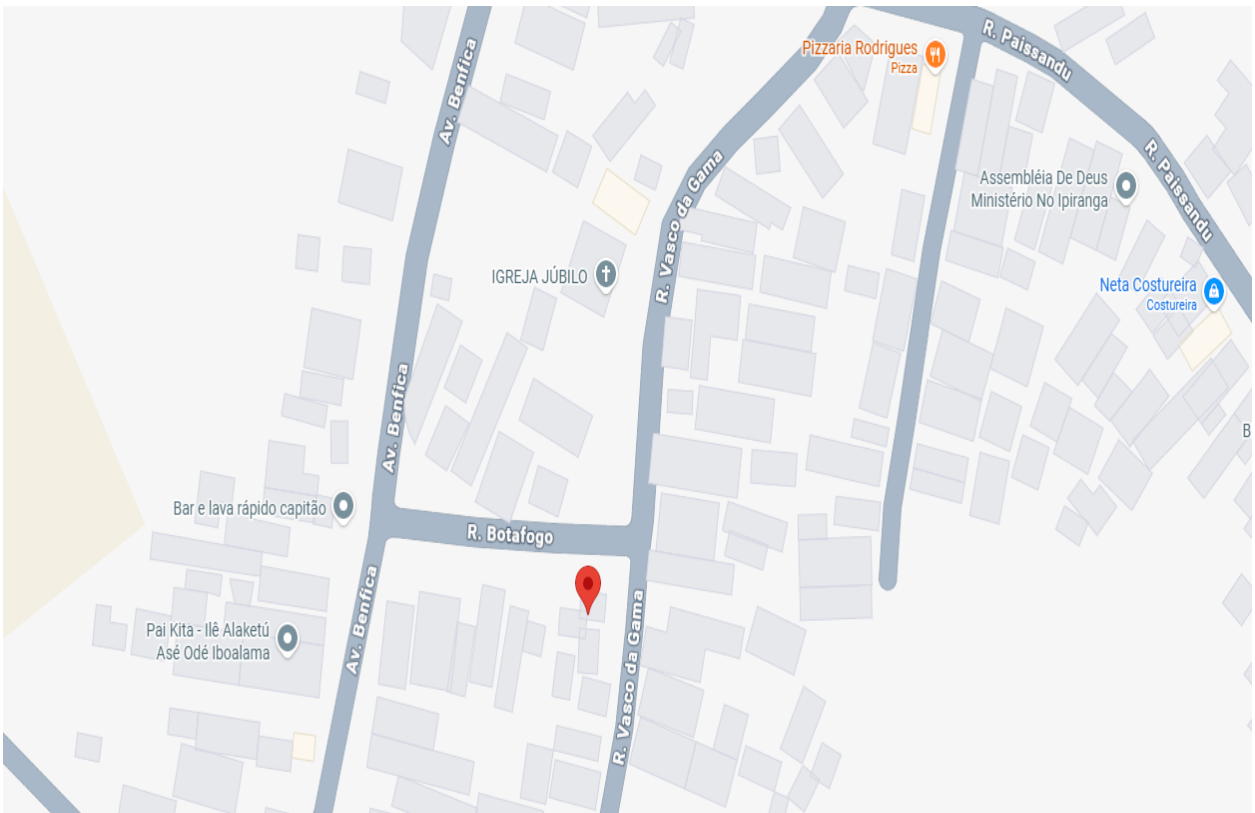 R. Paissandu
Pizzaria Rodrigues
Pizza
Av. Benfica
R. Vasco da Gama
R. Paissandu
Assembléia De Deus
Ministério No Ipiranga
IGREJA JÚBILO
Neta Costureira
Costureira
Av. Benfica
B
Bar e lava rápido capitão
R. Botafogo
Av. Benfica
R. Vasco da Gama
Pai Kita - Ilê Alaketú
Asé Odé Iboalama